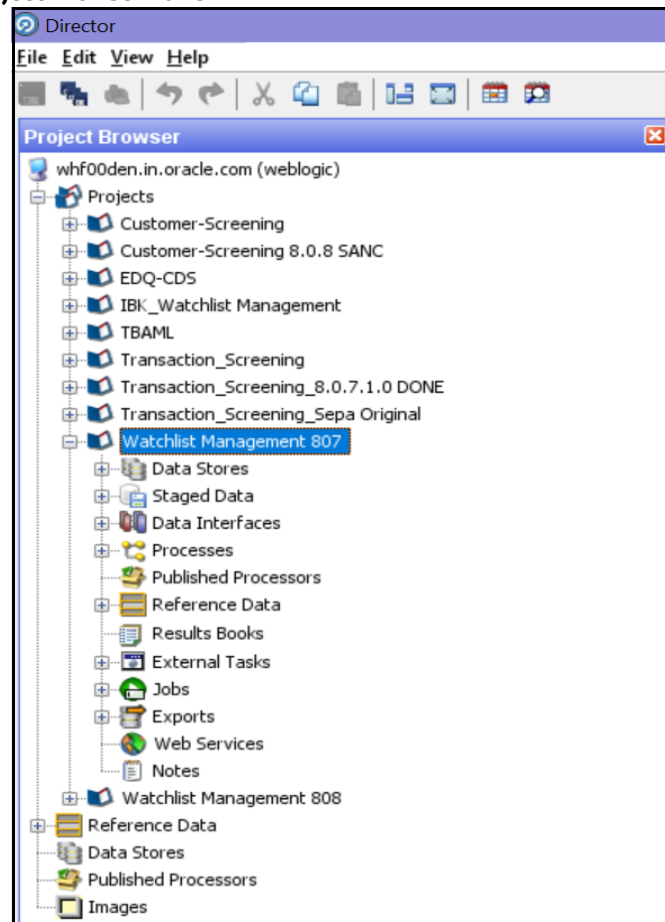 Director
File Edit View Help
Project Browser
whf00den.in.oracle.com (weblogic)
Projects
Customer-Screening
Customer-Screening 8.0.8 SANC
EDQ-CDS
IBK_Watchlist Management
TBAML
Transaction_Screening
Transaction_Screening_8.0.7.1.0 DONE
Transaction_Screening_Sepa Original
Watchlist Management 807
Data Stores
Staged Data
Data Interfaces
Processes
Published Processors
Reference Data
Results Books
External Tasks
Jobs
Exports
Web Services
Notes
Watchlist Management 808
Reference Data
Data Stores
Published Processors
Images